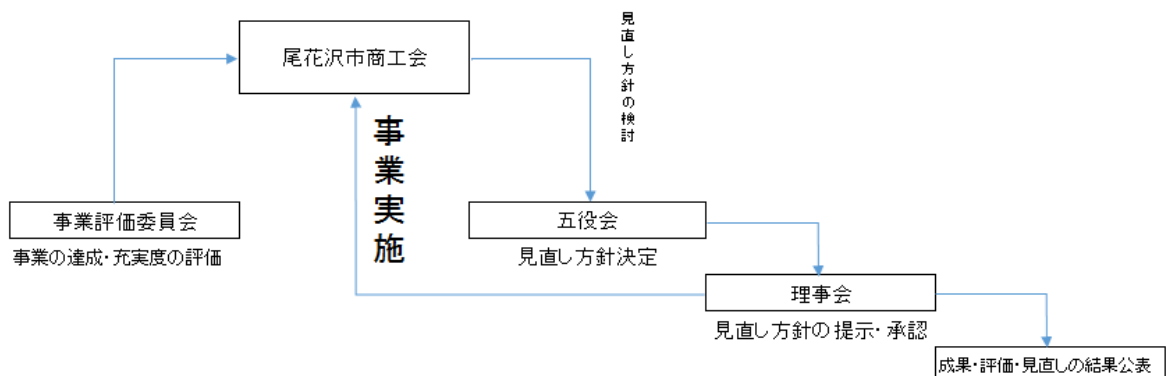 尾花沢市商工会
見直し方針の検討
事業実施
事業評価委員会
事業の達成・充実度の評価
五役会
見直し方針決定
理事会
見直し方針の提示・承認
成果・評価・見直しの結果公表